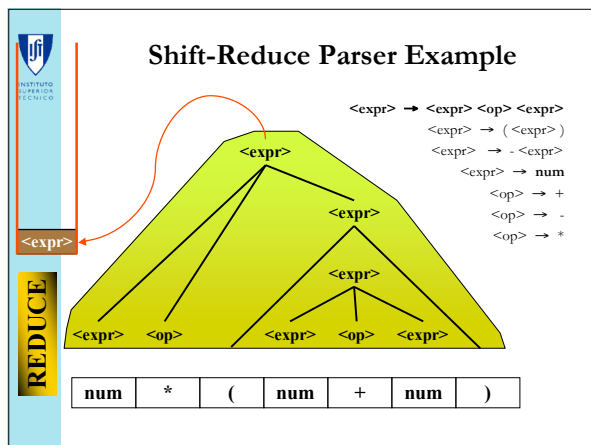 Shift-Reduce Parser Example
INSTITUTO
SUPERIOR
TÉCNICO
<expr> → <expr> <op> <expr>
<expr> → ( <expr> )
<expr> → - <expr>
<expr> → num
<op> → +
<op> → -
<op> → *
<expr>
<expr>
<expr>
<expr>
<expr> <op> <expr> <op> <expr>
REDUCE
num * ( num + num )